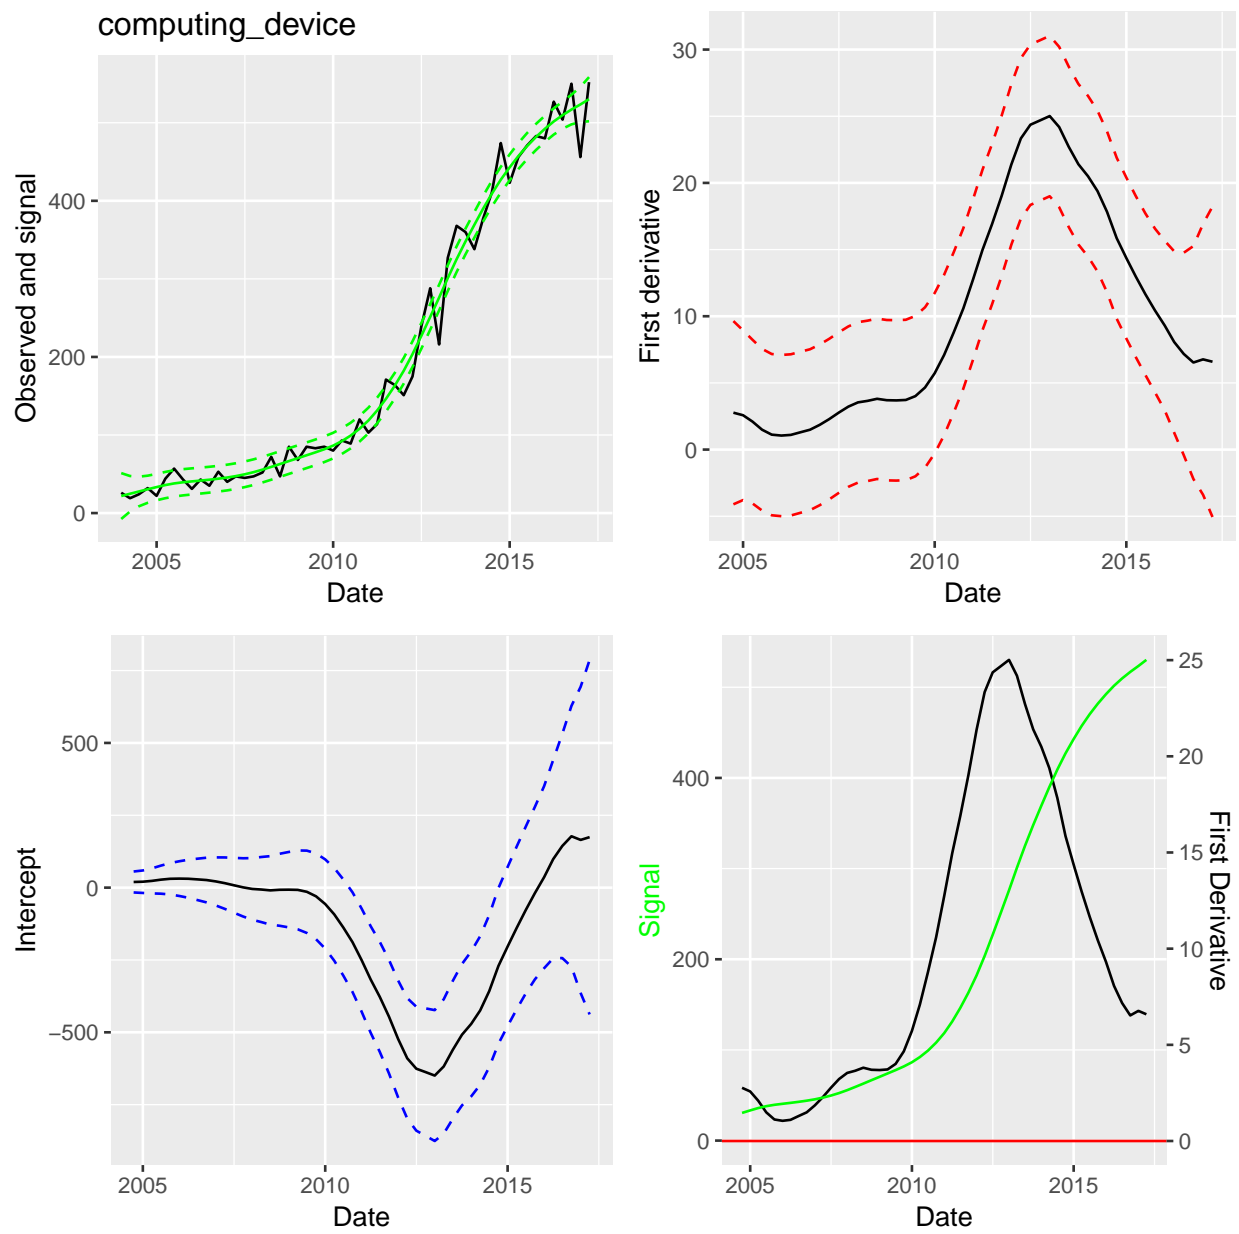 computing_device
Observed and signal
400
200
0
2005 2010 2015
Date
First derivative
30
20
10
0
2005 2010 2015
Date
Intercept
500
0
−500
2005 2010 2015
Date
Signal
400
200
0
25
20
15
10
5
0
First Derivative
2005 2010 2015
Date